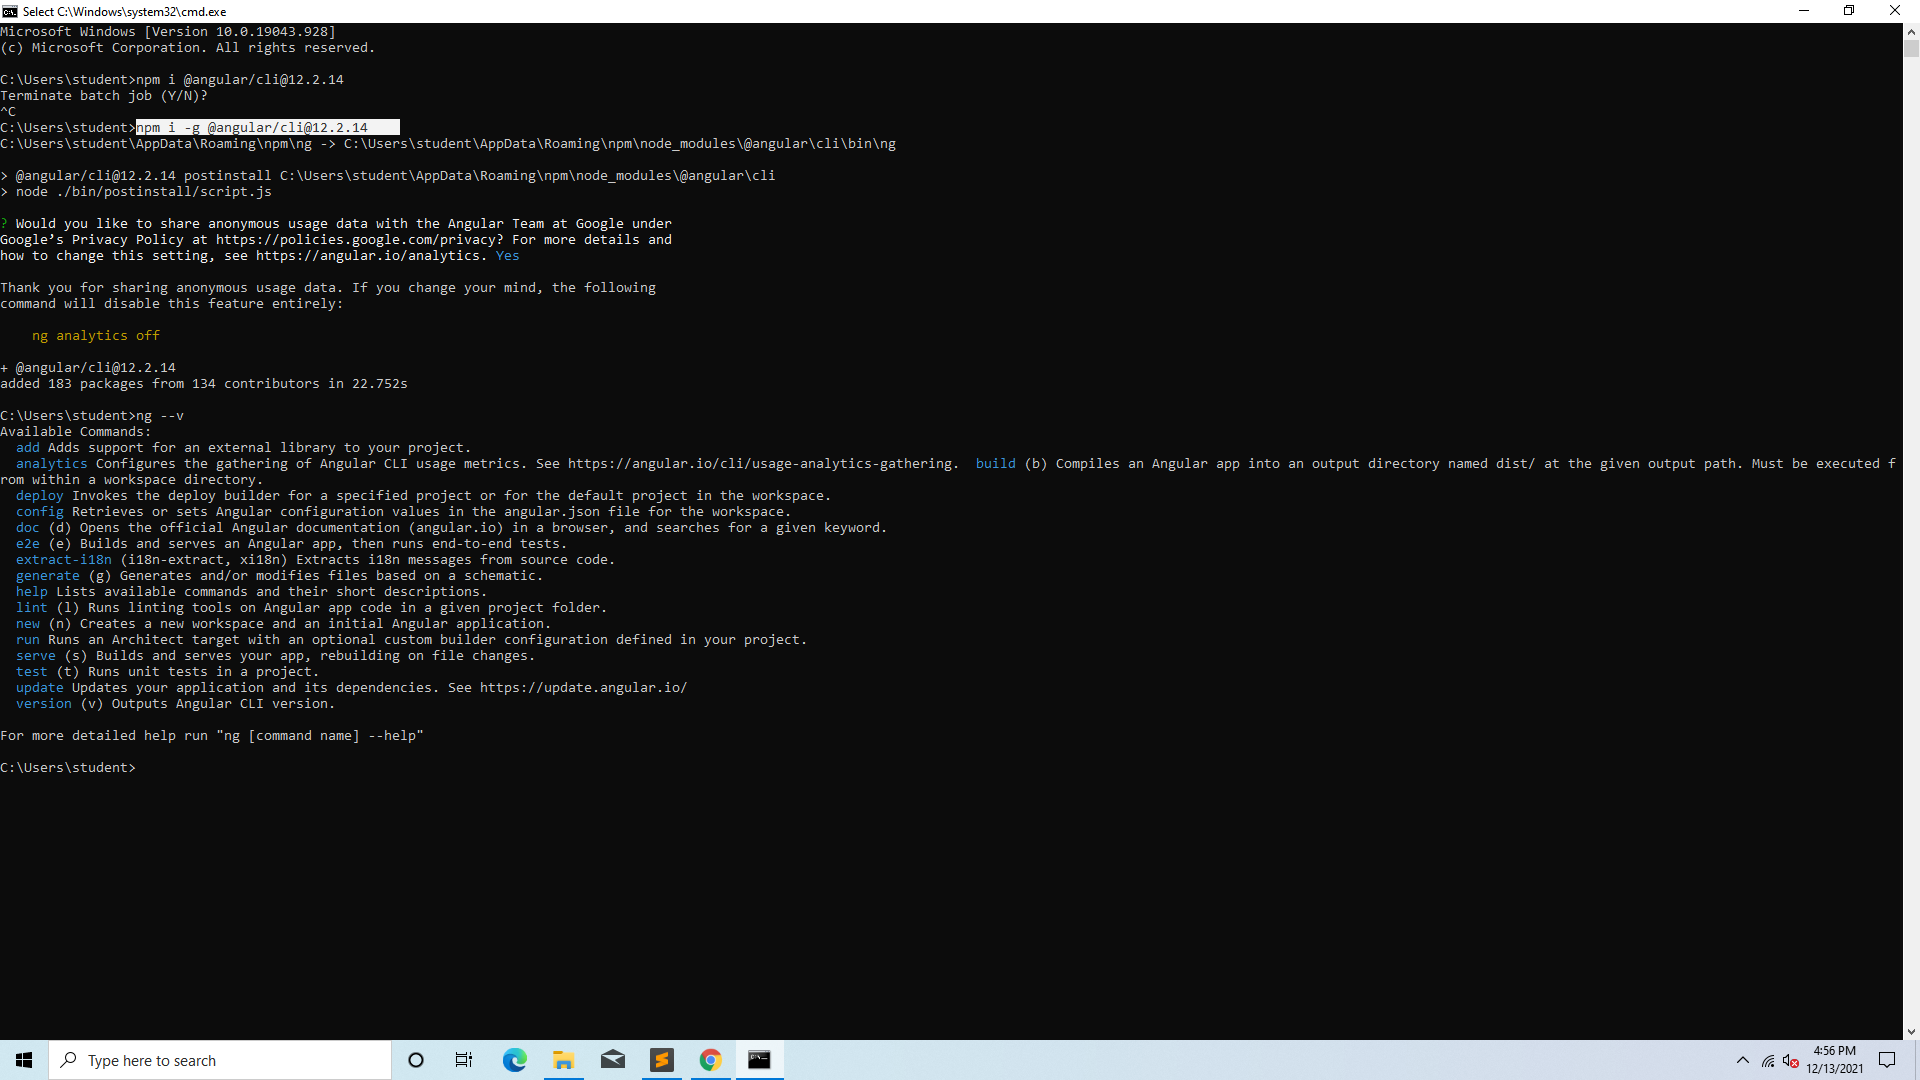 Select C:\Windows\system32\cmd.exe
Microsoft Windows [Version 10.0.19043.928]
(c) Microsoft Corporation. All rights reserved.
C:\Users\student>npm i @angular/cli@12.2.14
Terminate batch job (Y/N)?
^C
C:\Users\student>npm i -g @angular/cli@12.2.14
C:\Users\student\AppData\Roaming\npm\ng -> C:\Users\student\AppData\Roaming\npm\node_modules\@angular\cli\bin\ng
> @angular/cli@12.2.14 postinstall C:\Users\student\AppData\Roaming\npm\node_modules\@angular\cli
> node ./bin/postinstall/script.js
? Would you like to share anonymous usage data with the Angular Team at Google under
Google’s Privacy Policy at https://policies.google.com/privacy? For more details and
how to change this setting, see https://angular.io/analytics. Yes
Thank you for sharing anonymous usage data. If you change your mind, the following
command will disable this feature entirely:
ng analytics off
+ @angular/cli@12.2.14
added 183 packages from 134 contributors in 22.752s
C:\Users\student>ng --v
Available Commands:
add Adds support for an external library to your project.
analytics Configures the gathering of Angular CLI usage metrics. See https://angular.io/cli/usage-analytics-gathering.  build (b) Compiles an Angular app into an output directory named dist/ at the given output path. Must be executed f
rom within a workspace directory.
deploy Invokes the deploy builder for a specified project or for the default project in the workspace.
config Retrieves or sets Angular configuration values in the angular.json file for the workspace.
doc (d) Opens the official Angular documentation (angular.io) in a browser, and searches for a given keyword.
e2e (e) Builds and serves an Angular app, then runs end-to-end tests.
extract-i18n (i18n-extract, xi18n) Extracts i18n messages from source code.
generate (g) Generates and/or modifies files based on a schematic.
help Lists available commands and their short descriptions.
lint (l) Runs linting tools on Angular app code in a given project folder.
new (n) Creates a new workspace and an initial Angular application.
run Runs an Architect target with an optional custom builder configuration defined in your project.
serve (s) Builds and serves your app, rebuilding on file changes.
test (t) Runs unit tests in a project.
update Updates your application and its dependencies. See https://update.angular.io/
version (v) Outputs Angular CLI version.
For more detailed help run "ng [command name] --help"
C:\Users\student>
Type here to search
4:56 PM
12/13/2021